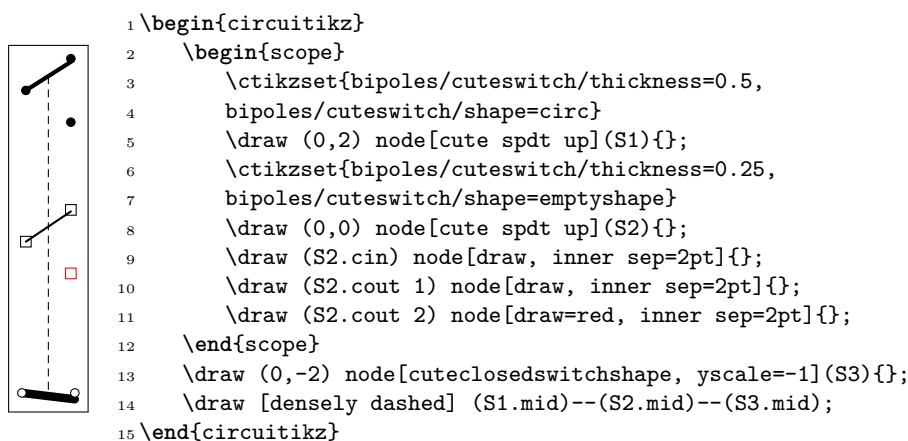 1 \begin{circuitikz}
2     \begin{scope}
3         \ctikzset{bipoles/cuteswitch/thickness=0.5,
4         bipoles/cuteswitch/shape=circ}
5         \draw (0,2) node[cute spdt up](S1){};
6         \ctikzset{bipoles/cuteswitch/thickness=0.25,
7         bipoles/cuteswitch/shape=emptyshape}
8         \draw (0,0) node[cute spdt up](S2){};
9         \draw (S2.cin) node[draw, inner sep=2pt]{};
10         \draw (S2.cout 1) node[draw, inner sep=2pt]{};
11         \draw (S2.cout 2) node[draw=red, inner sep=2pt]{};
12     \end{scope}
13     \draw (0,-2) node[cuteclosedswitchshape, yscale=-1](S3){};
14     \draw [densely dashed] (S1.mid)--(S2.mid)--(S3.mid);
15 \end{circuitikz}